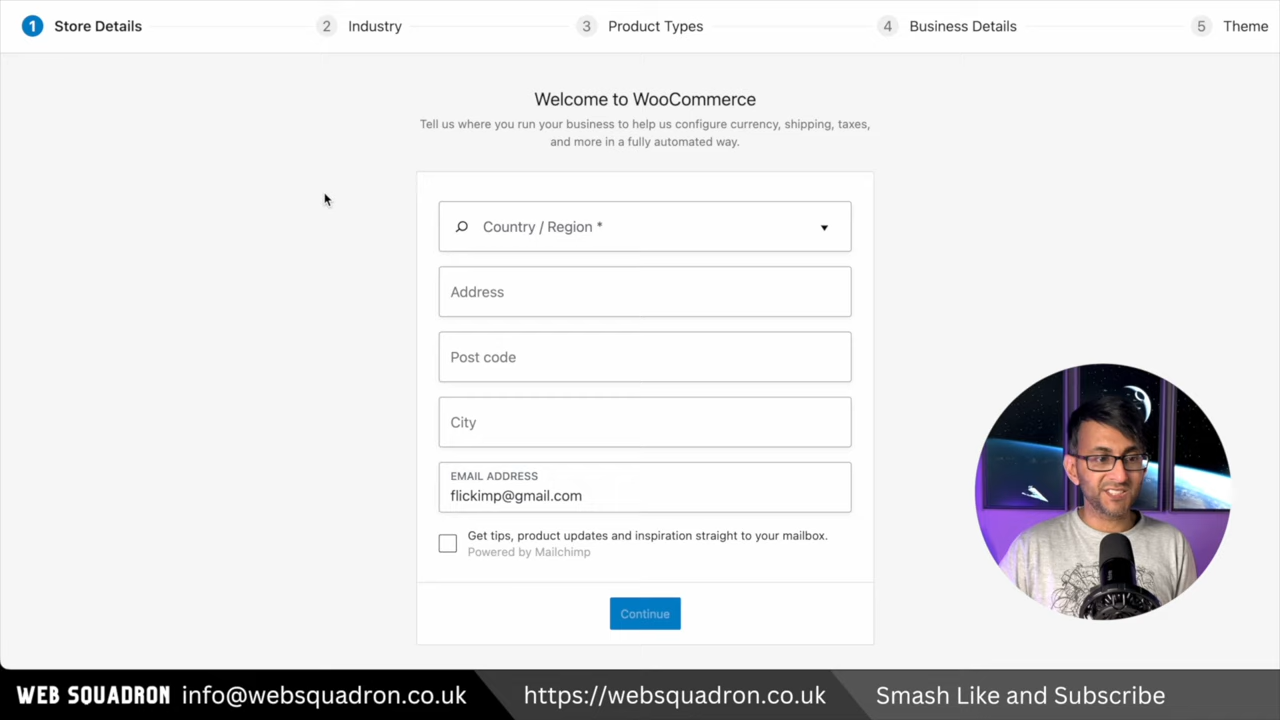 1 Store Details 2 Industry 3 Product Types 4 Business Details 5 Theme
Welcome to WooCommerce
Tell us where you run your business to help us configure currency, shipping, taxes,
and more in a fully automated way.
Country / Region *
Address
Post code
City
EMAIL ADDRESS
flickimp@gmail.com
Get tips, product updates and inspiration straight to your mailbox.
Powered by Mailchimp
Continue
WEB SQUADRON info@websquadron.co.uk https://websquadron.co.uk Smash Like and Subscribe